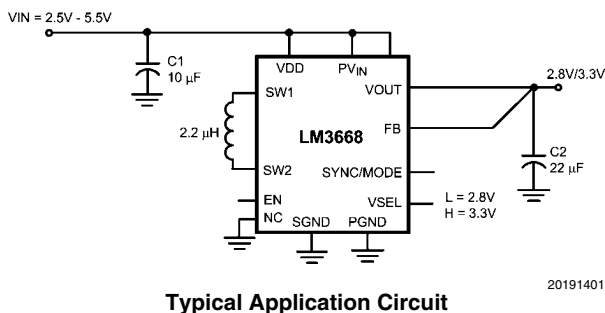 VIN = 2.5V - 5.5V
C1
10 μF
VDD
PVIN
2.8V/3.3V
SW1
VOUT
2.2 μH
LM3668
FB
C2
22 μF
SW2
SYNC/MODE
EN
VSEL
L = 2.8V
H = 3.3V
NC
SGND
PGND
20191401
Typical Application Circuit